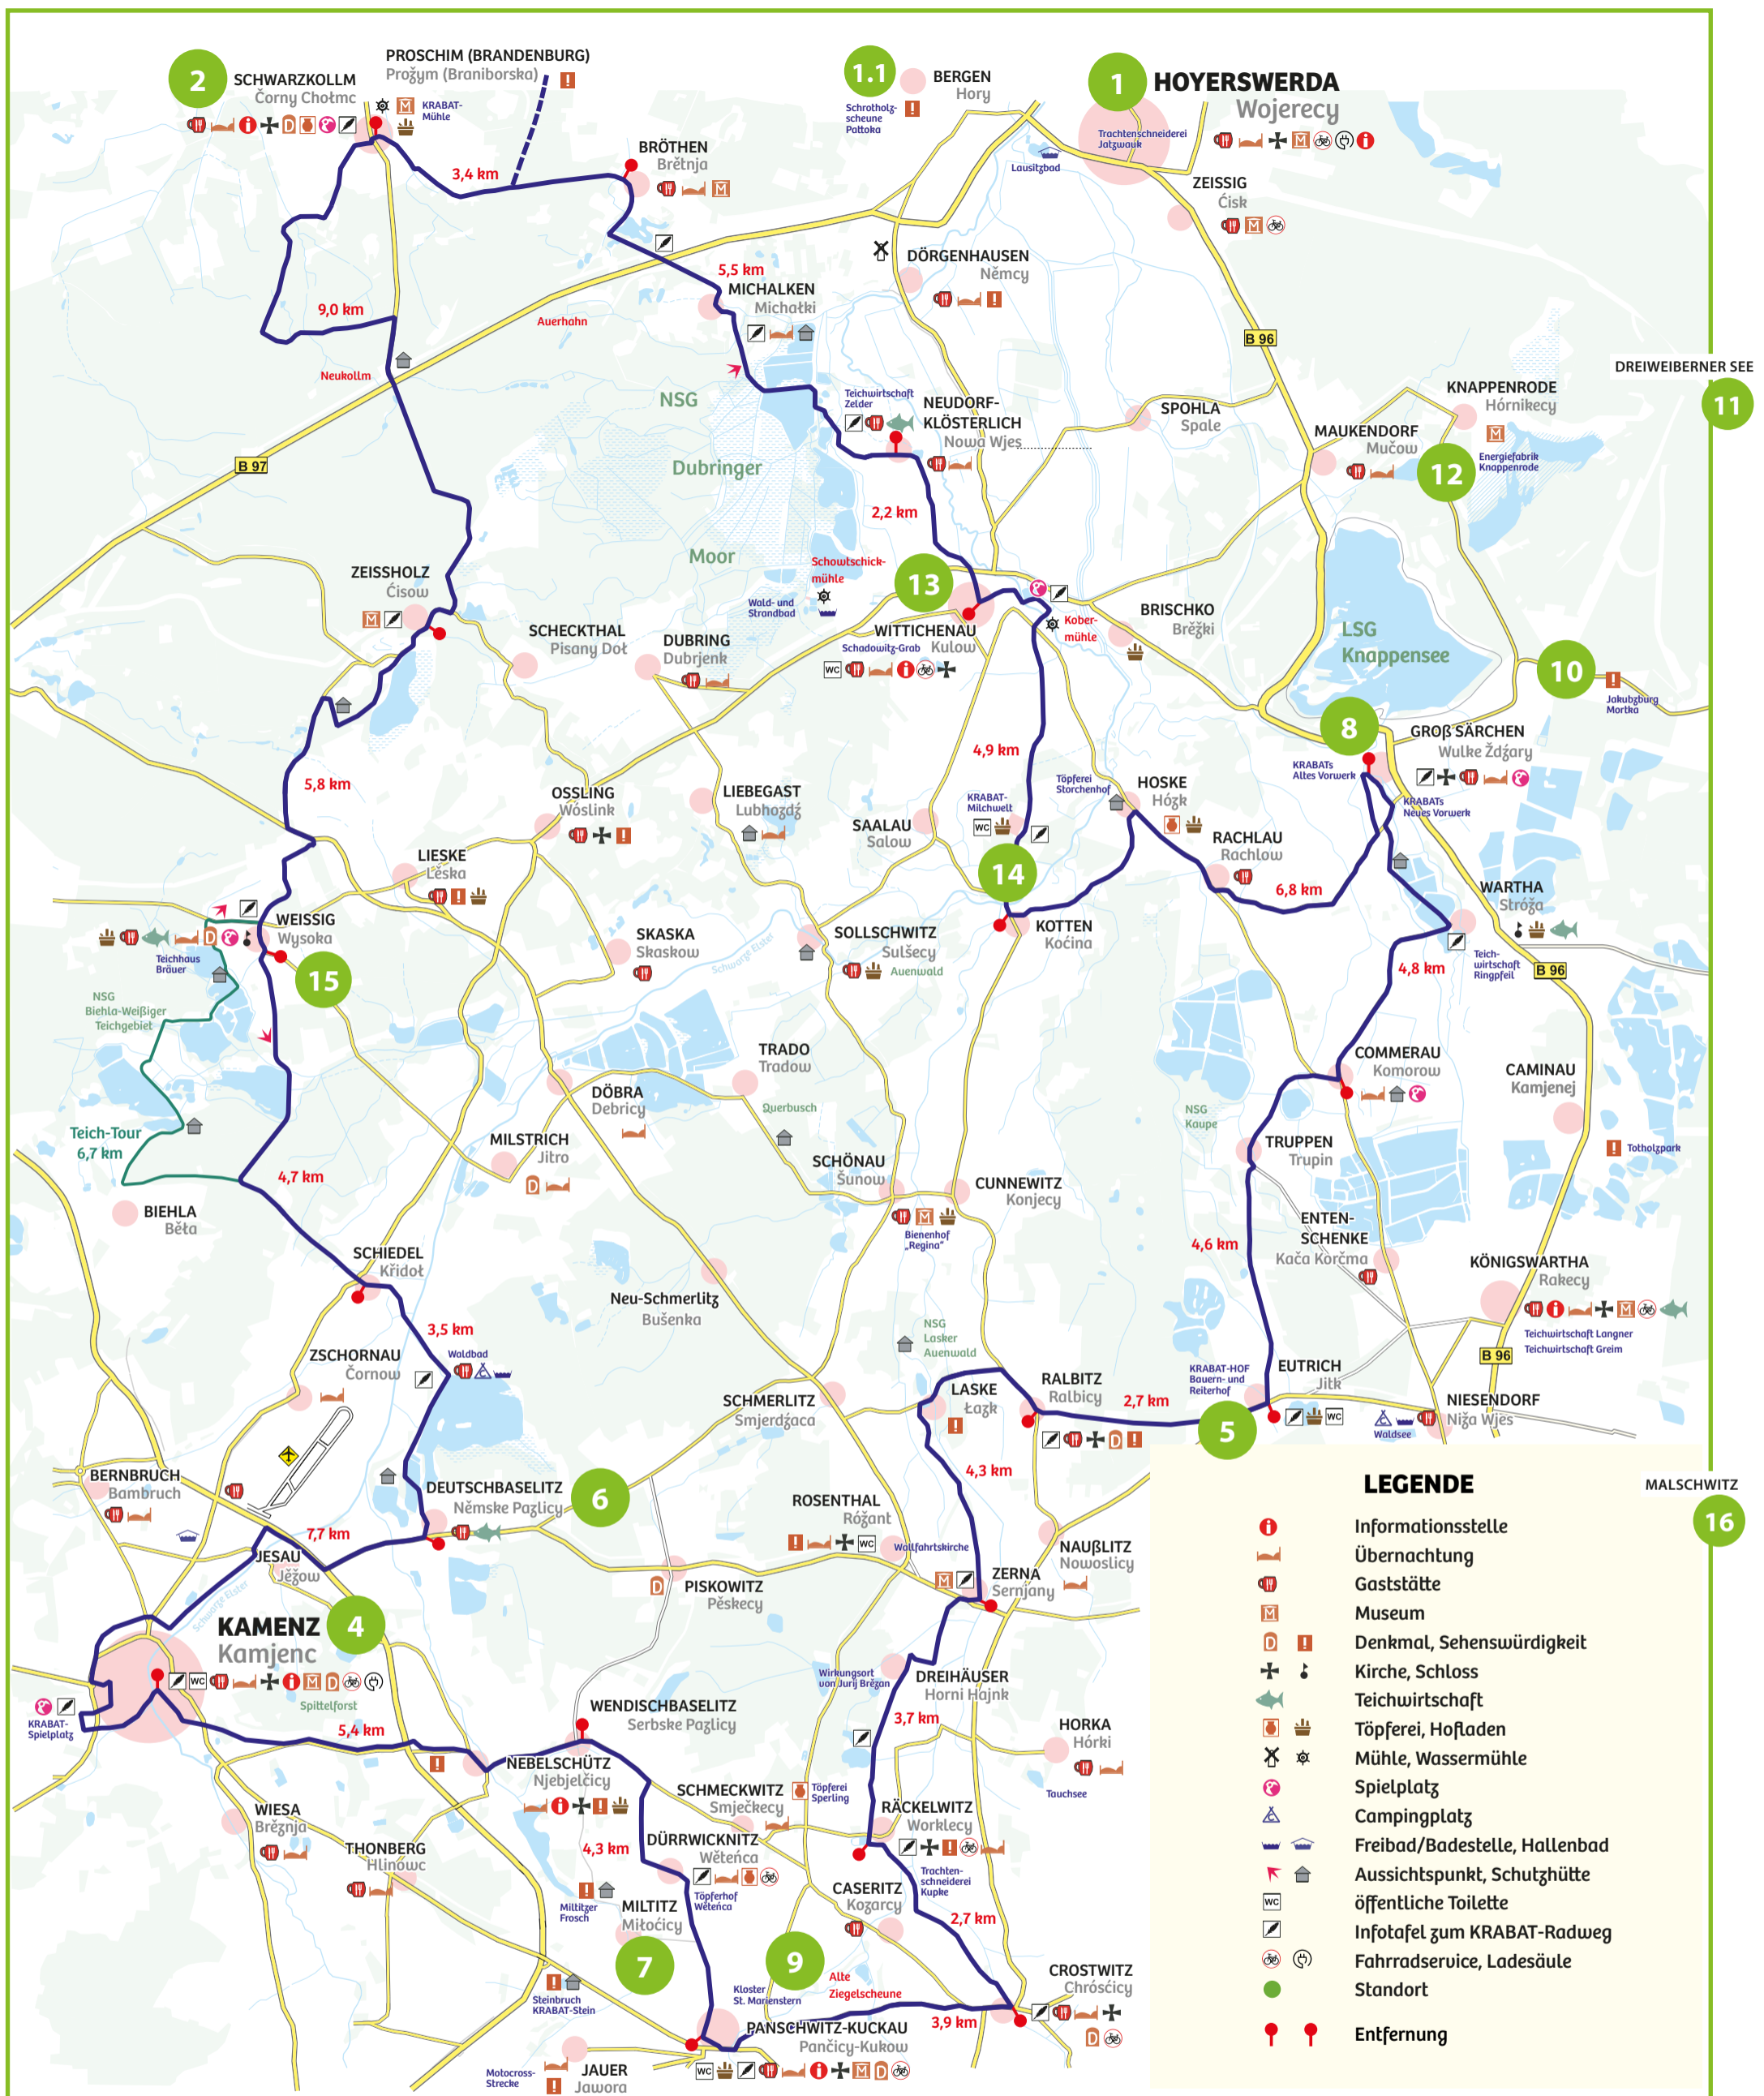 2
SCHWARZKOLLM
Čorny Chołmc
KRABAT-
Mühle
PROSCHIM (BRANDENBURG)
Prožym (Braniborska)
1.1
BERGEN
Hory
Schrotholz-
scheune
Pattoka
1
HOYERSWERDA
Wojerecy
Trachtenschneiderei
Jatzwauk
Lausitzbad
ZEISSIG
Ćisk
BRÖTHEN
Brětnja
3,4 km
DÖRGENHAUSEN
Němcy
5,5 km
MICHALKEN
Michałki
9,0 km
Auerhahn
Neukollm
B 96
B 97
NSG
Dubringer
Moor
Teichwirtschaft
Zelder
NEUDORF-
KLÖSTERLICH
Nowa Wjes
SPOHLA
Spale
KNAPPENRODE
Hórnikecy
Energiefabrik
Knappenrode
MAUKENDORF
Mučow
12
DREIWEIBERNER SEE
11
2,2 km
ZEISSHOLZ
Ćisow
Schowtschick-
mühle
Wald- und
Strandbad
13
WITTICHENAU
Kulow
Schadowitz-Grab
Kober-
mühle
BRISCHKO
Brěžki
LSG
Knappensee
10
Jakubzburg
Mortka
SCHECKTHAL
Pisany Doł
DUBRING
Dubrjenk
8
GROß SÄRCHEN
Wulke Ždźary
KRABATs
Altes Vorwerk
KRABATs
Neues Vorwerk
5,8 km
4,9 km
OSSLING
Wóslink
LIEBEGAST
Lubhozdź
SAALAU
Salow
KRABAT-
Milchwelt
Töpferei
Storchenhof
HOSKE
Hózk
RACHLAU
Rachlow
6,8 km
14
KOTTEN
Koćina
WARTHA
Stróža
Teich-
wirtschaft
Ringpfeil
B 96
4,8 km
LIESKE
Lěska
WEISSIG
Wysoka
Teichhaus
Bräuer
15
NSG
Biehla-Weißiger
Teichgebiet
SKASKA
Skaskow
Schwarze Elster
SOLLSCHWITZ
Sulšecy
Auenwald
TRADO
Tradow
Querbusch
DÖBRA
Debricy
MILSTRICH
Jitro
COMMERAU
Komorow
CAMINAU
Kamjenej
NSG
Kaupe
TRUPPEN
Trupin
Totholzpark
Teich-Tour
6,7 km
4,7 km
BIEHLA
Běła
SCHÖNAU
Šunow
CUNNEWITZ
Konjecy
Bienenhof
„Regina“
ENTEN-
SCHENKE
Kača Korčma
4,6 km
KÖNIGSWARTHA
Rakecy
Teichwirtschaft Langner
Teichwirtschaft Greim
B 96
SCHIEDEL
Křidoł
3,5 km
Neu-Schmerlitz
Bušenka
Waldbad
ZSCHORNAU
Čornow
NSG
Lasker
Auenwald
SCHMERLITZ
Smjerdźaca
LASKE
Łazk
RALBITZ
Ralbicy
2,7 km
KRABAT-HOF
Bauern- und
Reiterhof
5
EUTRICH
Jitk
NIESENDORF
Niža Wjes
Waldsee
4,3 km
BERNBRUCH
Bambruch
DEUTSCHBASELITZ
Němske Pazlicy
6
ROSENTHAL
Róžant
Wallfahrtskirche
7,7 km
JESAU
Jěžow
Schwarze Elster
PISKOWITZ
Pěskecy
ZERNA
Sernjany
NAUßLITZ
Nowoslicy
KAMENZ
Kamjenc
4
Spittelforst
KRABAT-
Spielplatz
5,4 km
WENDISCHBASELITZ
Serbske Pazlicy
Wirkungsort
von Jurij Brězan
DREIHÄUSER
Horni Hajnk
3,7 km
HORKA
Hórki
Tauchsee
NEBELSCHÜTZ
Njebjelčicy
4,3 km
SCHMECKWITZ
Smječkecy
Töpferei
Sperling
DÜRRWICKNITZ
Wěteńca
Töpferhof
Wěteńca
RÄCKELWITZ
Worklecy
Trachten-
schneiderei
Kupke
WIESA
Brěznja
THONBERG
Hlinowc
Miltitzer
Frosch
MILTITZ
Miłoćicy
7
CASERITZ
Kozarcy
2,7 km
9
Alte
Ziegelscheune
Kloster
St. Marienstern
Steinbruch
KRABAT-Stein
CROSTWITZ
Chrósćicy
3,9 km
PANSCHWITZ-KUCKAU
Pančicy-Kukow
Motocross-
Strecke
JAUER
Jawora
LEGENDE
Informationsstelle
Übernachtung
Gaststätte
Museum
Denkmal, Sehenswürdigkeit
Kirche, Schloss
Teichwirtschaft
Töpferei, Hofladen
Mühle, Wassermühle
Spielplatz
Campingplatz
Freibad/Badestelle, Hallenbad
Aussichtspunkt, Schutzhütte
WC öffentliche Toilette
Infotafel zum KRABAT-Radweg
Fahrradservice, Ladesäule
Standort
Entfernung
MALSCHWITZ
16